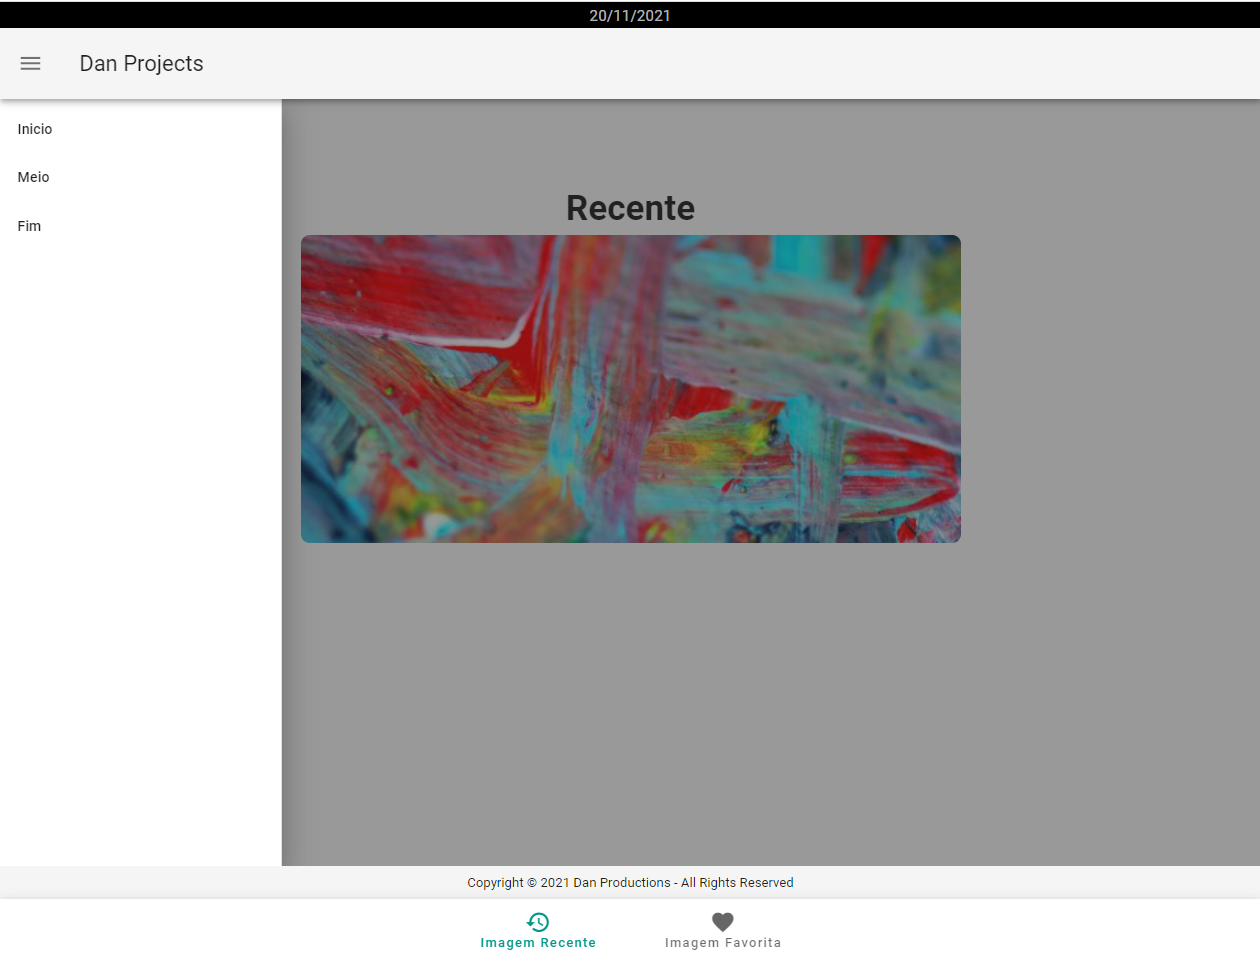 20/11/2021
Dan Projects
Inicio
Meio
Fim
Recente
Copyright © 2021 Dan Productions - All Rights Reserved
Imagem Recente
Imagem Favorita